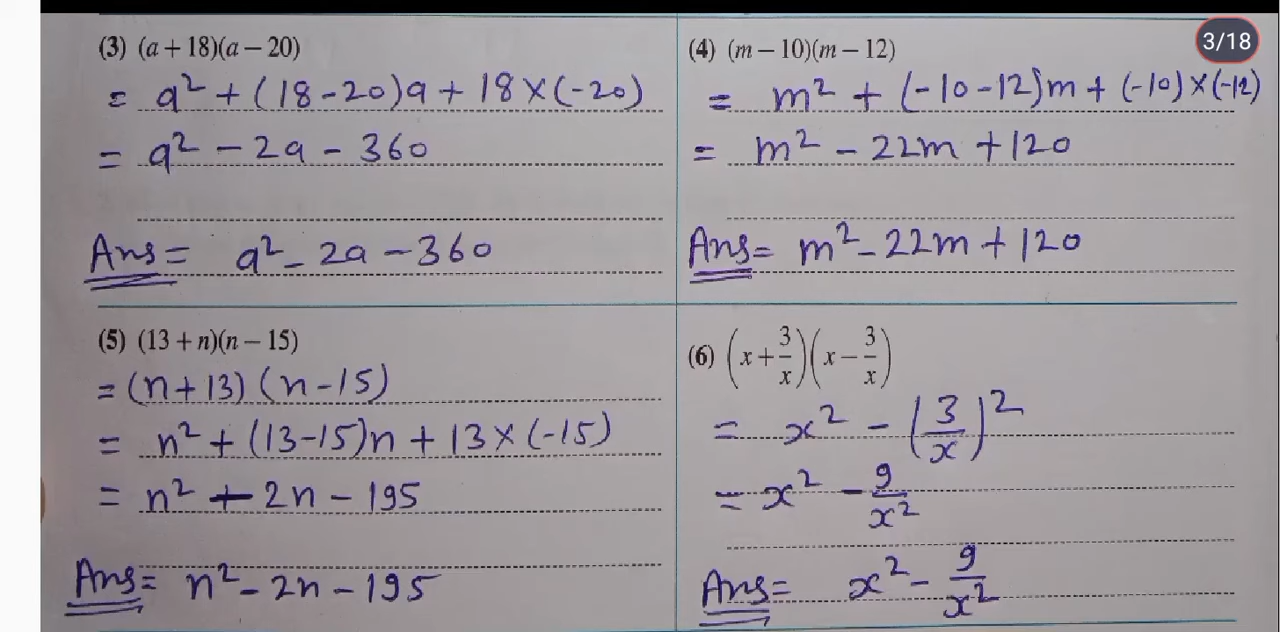 3/18
(3) (a + 18)(a – 20)
= a² + (18-20)a + 18 × (-20)
= a² - 2a - 360
Ans = a² - 2a - 360
(4) (m – 10)(m – 12)
= m² + (-10-12)m + (-10) × (-12)
= m² - 22m + 120
Ans = m² - 22m + 120
(5) (13 + n)(n – 15)
= (n+13) (n-15)
= n² + (13-15)n + 13 × (-15)
= n² - 2n - 195
Ans = n² - 2n - 195
(6) (x + 3/x)(x – 3/x)
= x² - (3/x)²
= x² - 9/x²
Ans = x² - 9/x²